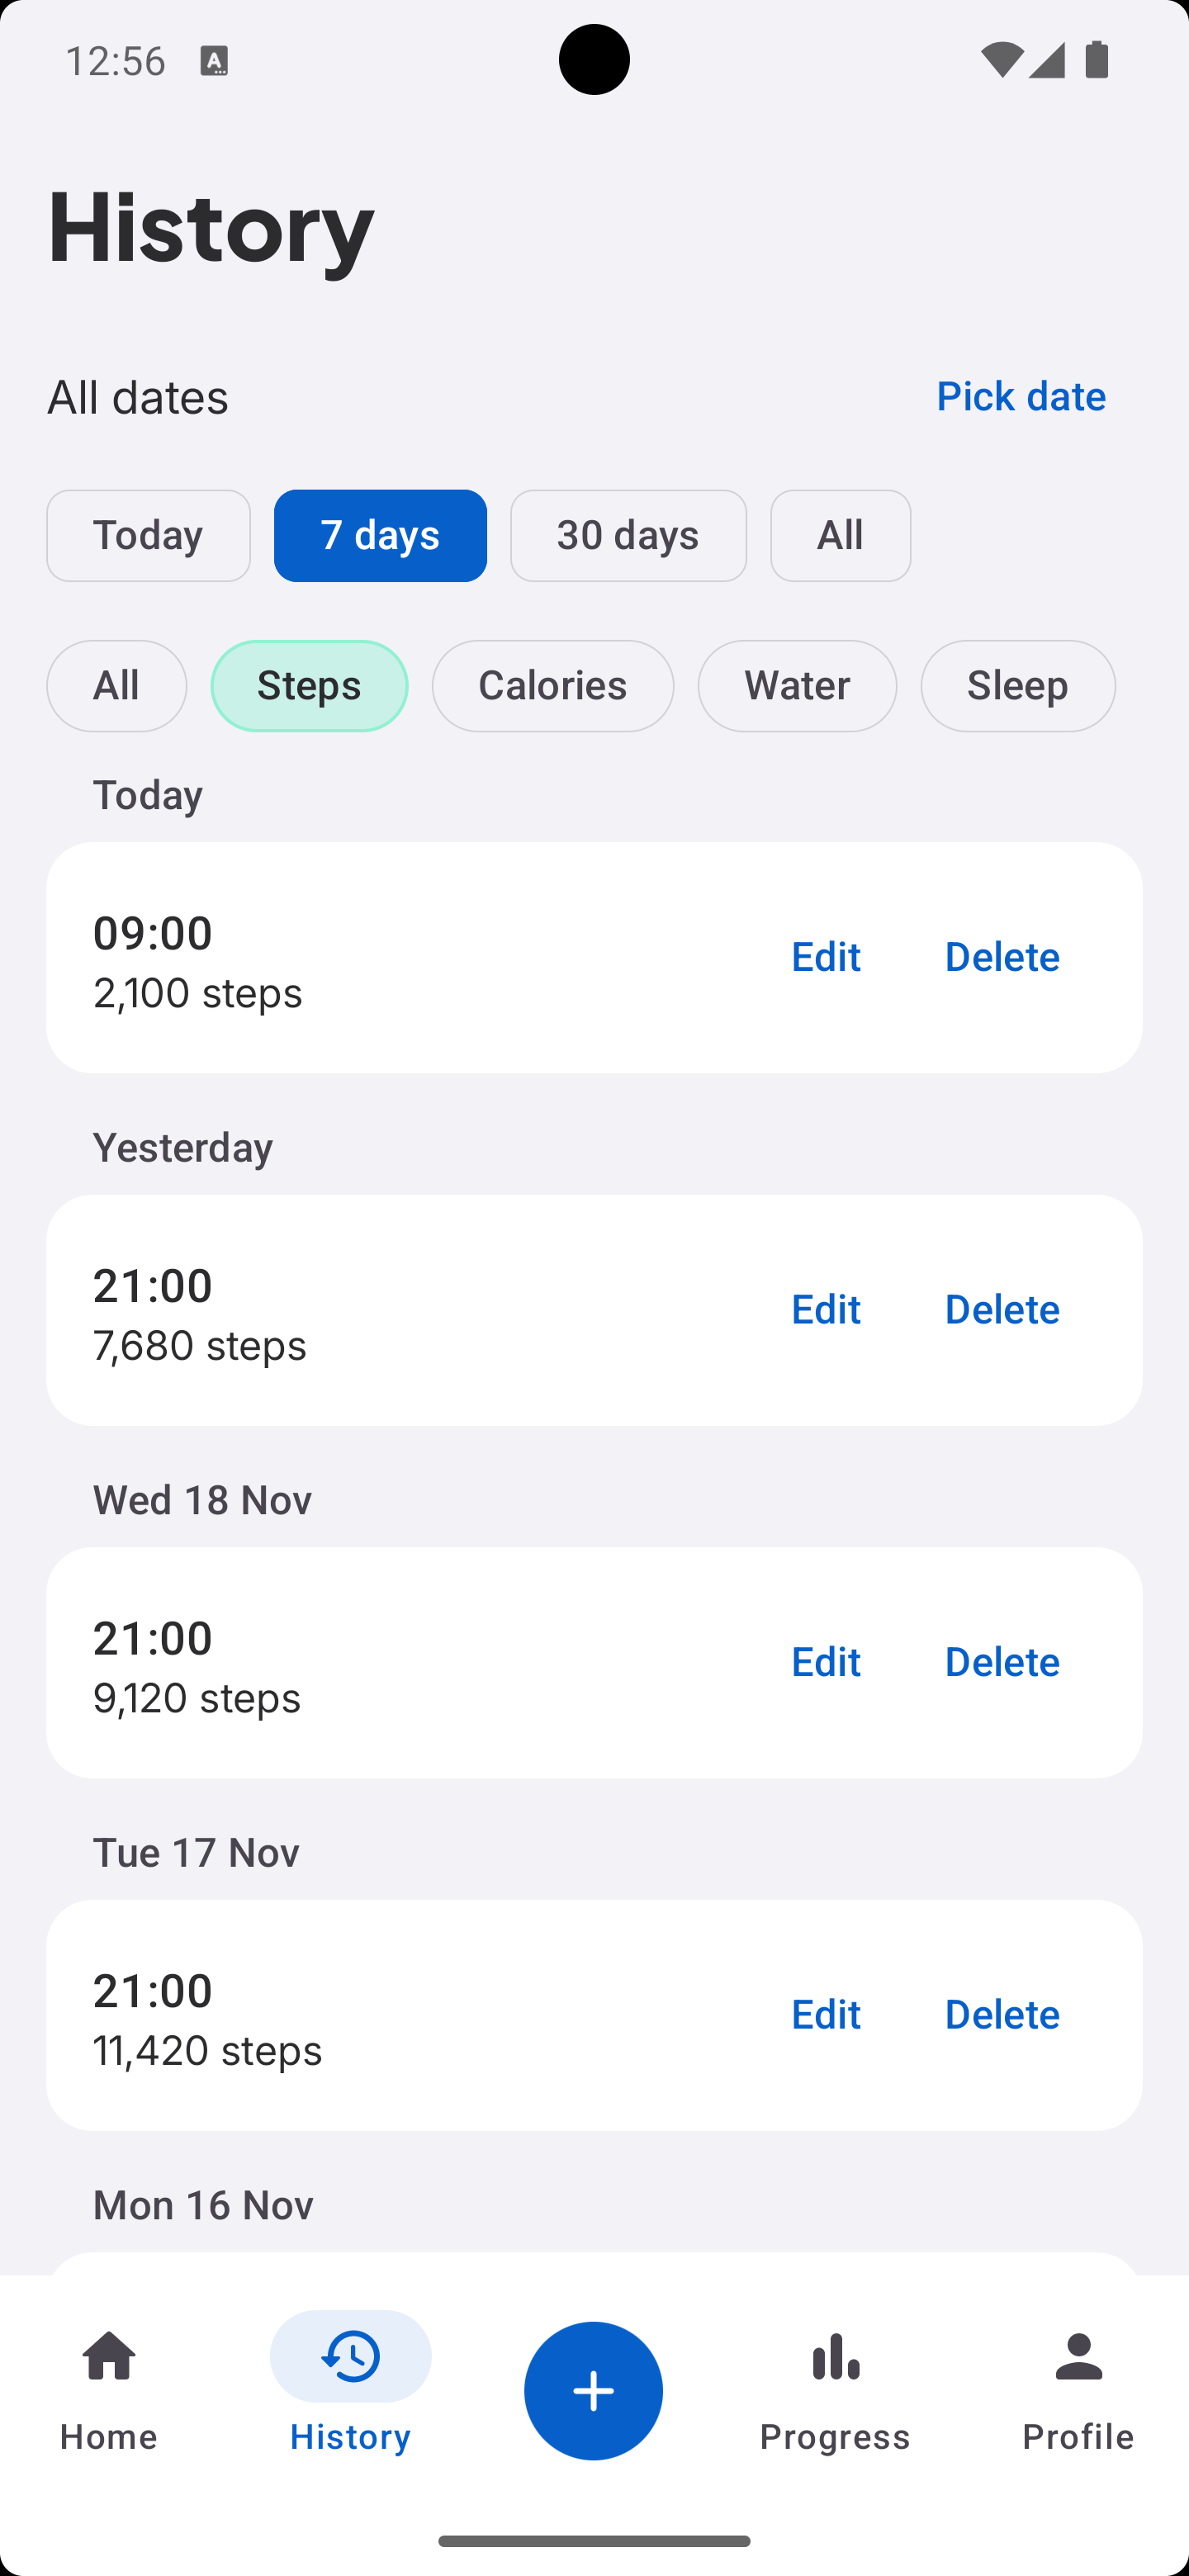 12:56
History
All dates
Pick date
Today
7 days
30 days
All
All
Steps
Calories
Water
Sleep
Today
09:00
2,100 steps
Edit
Delete
Yesterday
21:00
7,680 steps
Edit
Delete
Wed 18 Nov
21:00
9,120 steps
Edit
Delete
Tue 17 Nov
21:00
11,420 steps
Edit
Delete
Mon 16 Nov
Home
History
Progress
Profile